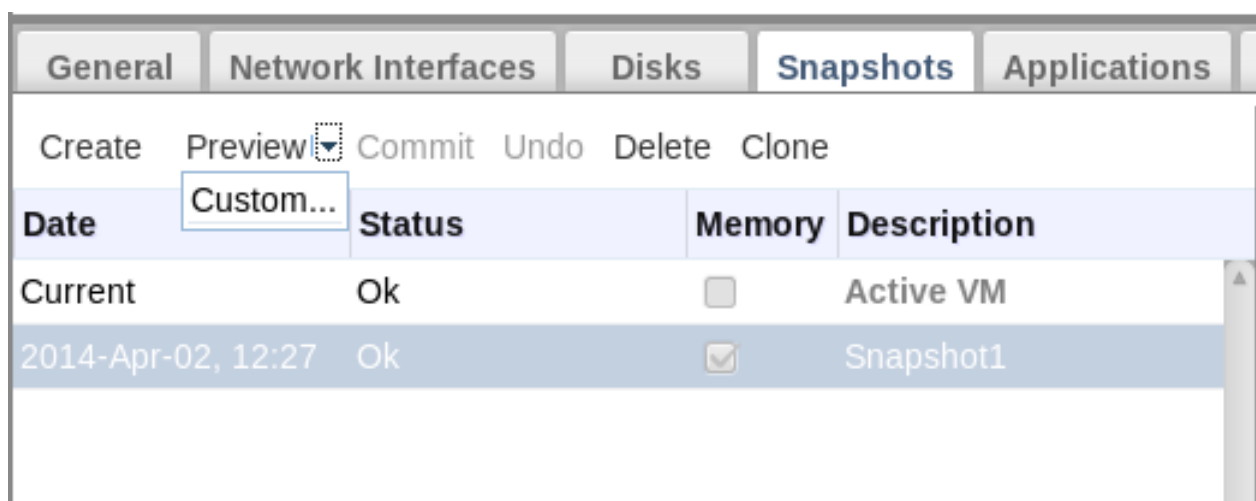 General Network Interfaces Disks Snapshots Applications
Create Preview Commit Undo Delete Clone
Custom...
Date Status Memory Description
Current Ok Active VM
2014-Apr-02, 12:27 Ok Snapshot1